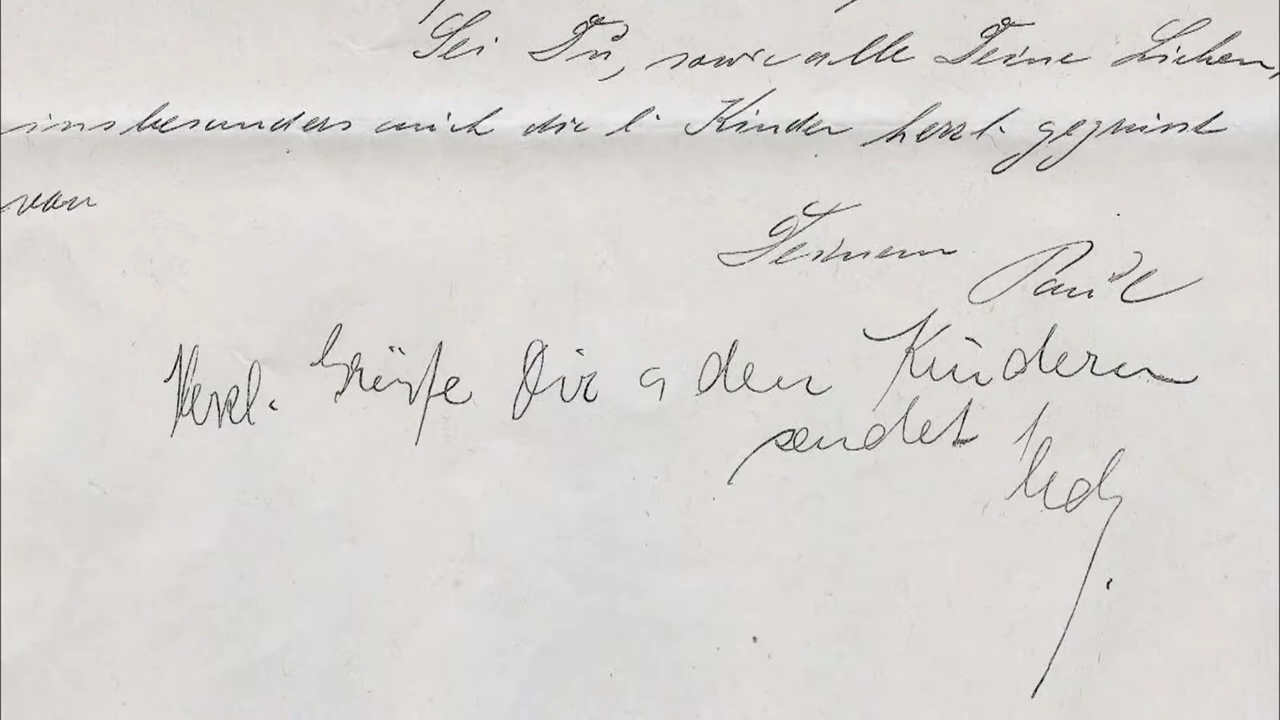 Sei Du, sowie alle Deine Lieben,
insbesonders auch die l. Kinder herzl. gegrüsst
von
Deinem Paul
Herzl. Grüße Dir u den Kindern
sendet Hedy.